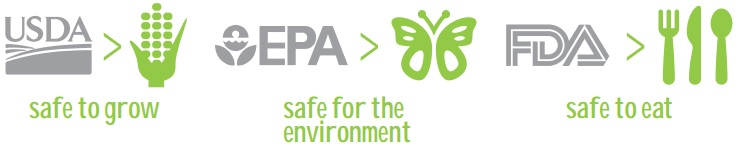 USDA >
EPA >
FDA >
safe to grow
safe for the
environment
safe to eat